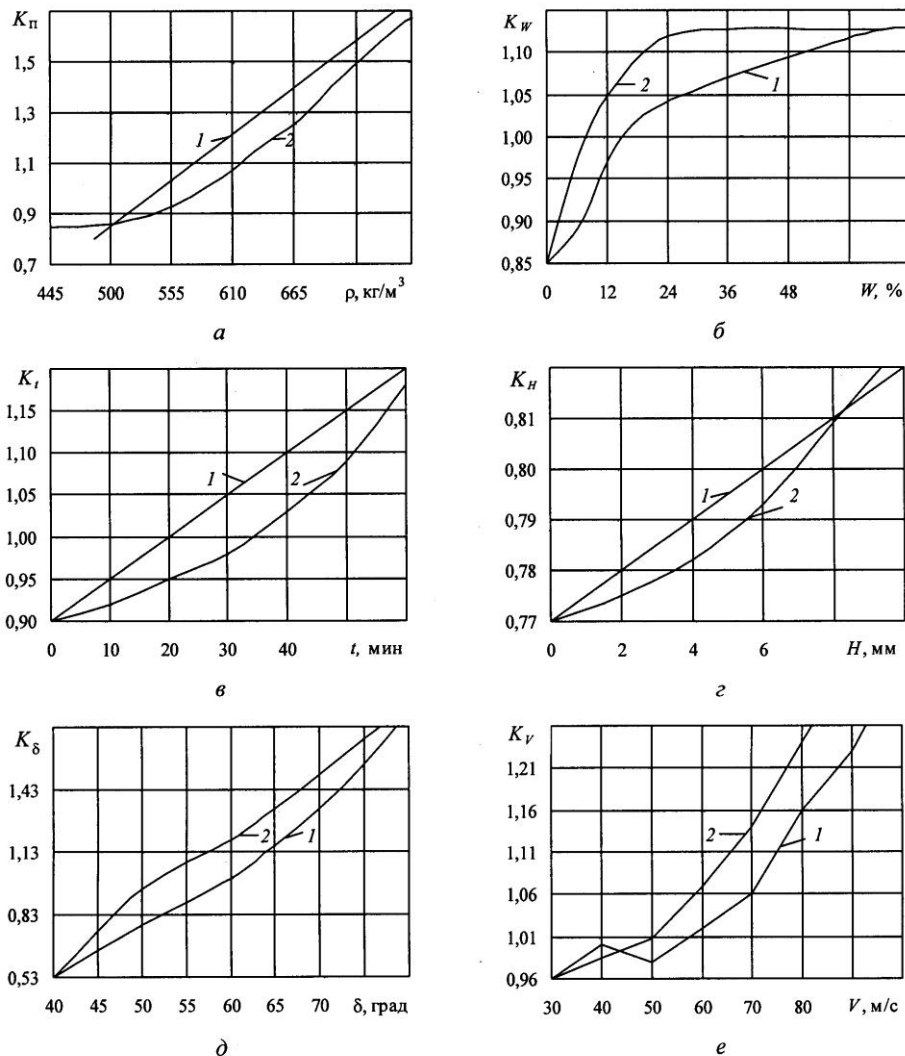 Kп
1,5
1,3
1,1
0,9
0,7
1
2
445 500 555 610 665 ρ, кг/м³
а
K_W
1,10
1,05
1,00
0,95
0,90
0,85
2
1
0 12 24 36 48 W, %
б
K_t
1,15
1,10
1,05
1,00
0,95
0,90
1
2
0 10 20 30 40 t, мин
в
K_H
0,81
0,80
0,79
0,78
0,77
1
2
0 2 4 6 H, мм
г
K_δ
1,43
1,13
0,83
0,53
2
1
40 50 55 60 65 70 δ, град
д
K_V
1,21
1,16
1,11
1,06
1,01
0,96
2
1
30 40 50 60 70 80 V, м/с
е